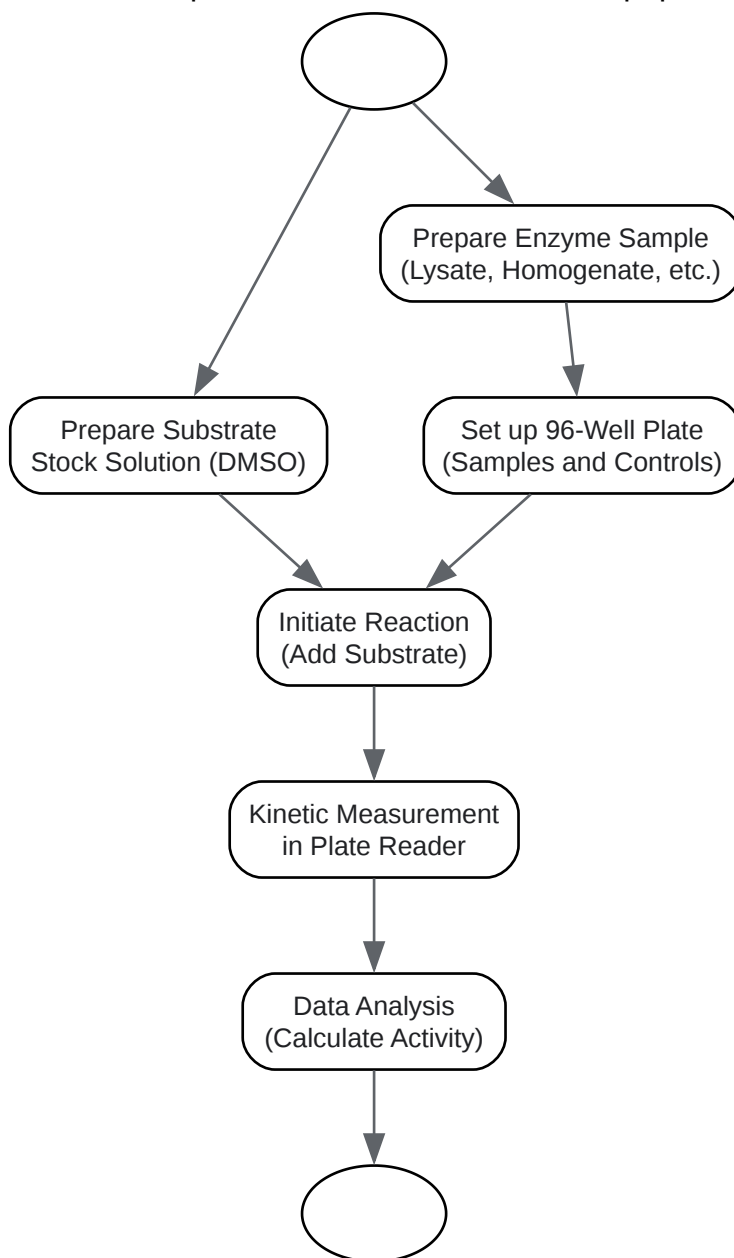 Prepare Enzyme Sample
(Lysate, Homogenate, etc.)
Prepare Substrate
Stock Solution (DMSO)
Set up 96-Well Plate
(Samples and Controls)
Initiate Reaction
(Add Substrate)
Kinetic Measurement
in Plate Reader
Data Analysis
(Calculate Activity)